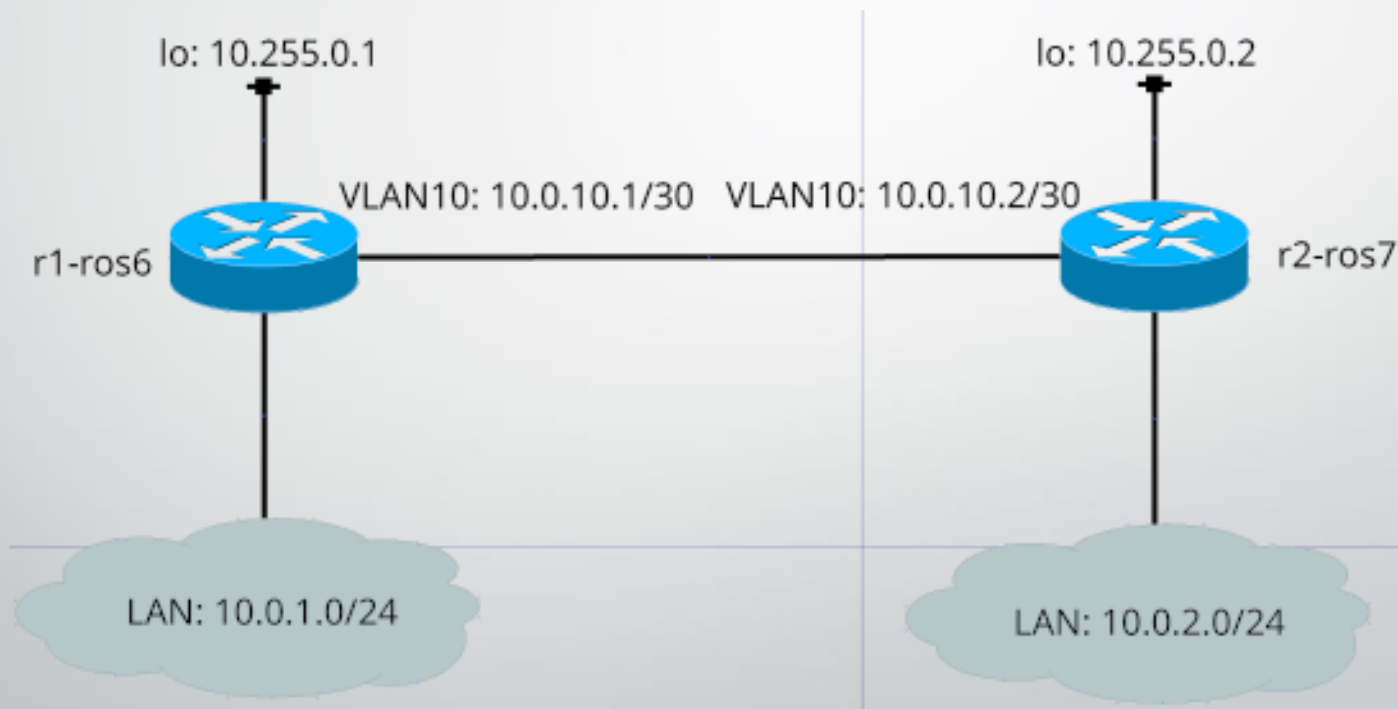 lo: 10.255.0.1
lo: 10.255.0.2
VLAN10: 10.0.10.1/30
VLAN10: 10.0.10.2/30
r1-ros6
r2-ros7
LAN: 10.0.1.0/24
LAN: 10.0.2.0/24